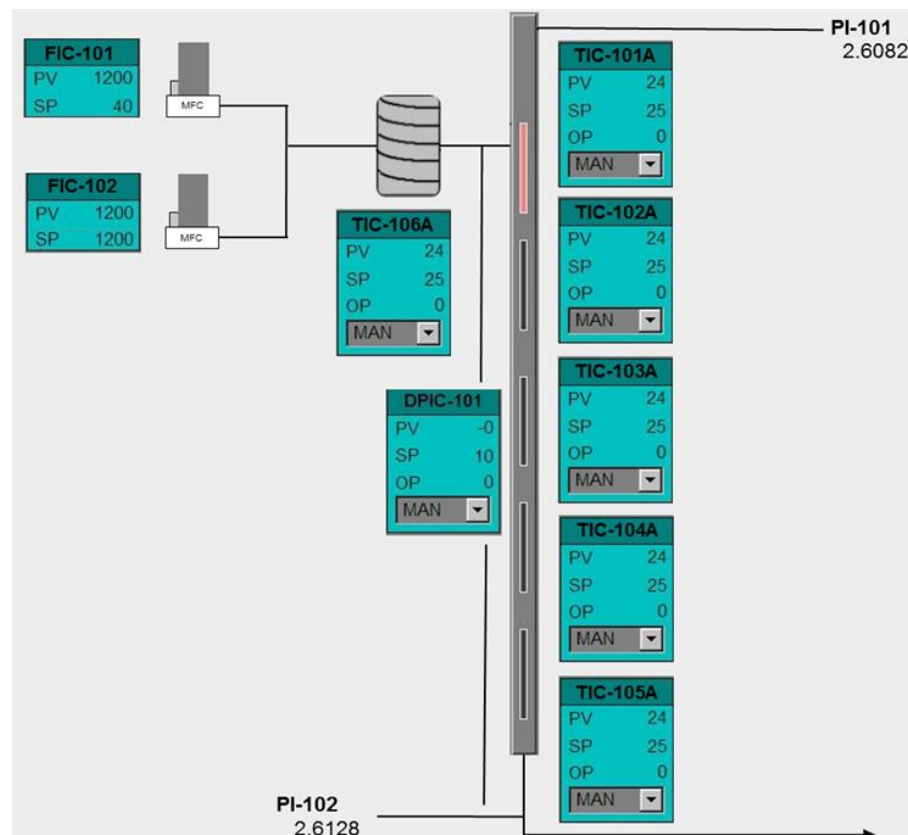 PI-101
2.6082
FIC-101
PV 1200
SP 40
MFC
TIC-101A
PV 24
SP 25
OP 0
MAN
FIC-102
PV 1200
SP 1200
MFC
TIC-106A
PV 24
SP 25
OP 0
MAN
TIC-102A
PV 24
SP 25
OP 0
MAN
DPIC-101
PV -0
SP 10
OP 0
MAN
TIC-103A
PV 24
SP 25
OP 0
MAN
TIC-104A
PV 24
SP 25
OP 0
MAN
TIC-105A
PV 24
SP 25
OP 0
MAN
PI-102
2.6128